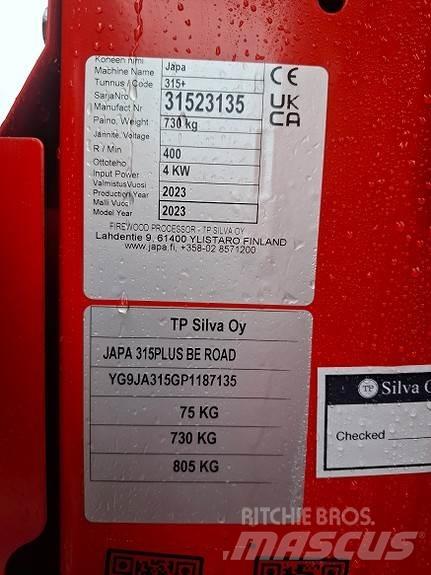 Koneen nimi
Machine Name Japa
Tunnus / Code 315+
SarjaNro
Manufact Nr 31523135
Paino, Weight 730 kg
Jännite, Voltage
R / Min 400
Ottoteho
Input Power 4 KW
ValmistusVuosi
Production Year 2023
Malli Vuosi
Model Year 2023
CE
UK
CA
FIREWOOD PROCESSOR - TP SILVA OY
Lahdentie 9, 61400 YLISTARO FINLAND
www.japa.fi, +358-02 8571200
TP Silva Oy
JAPA 315PLUS BE ROAD
YG9JA315GP1187135
75 KG
730 KG
805 KG
TP Silva
Checked
RITCHIE BROS.
MASCUS